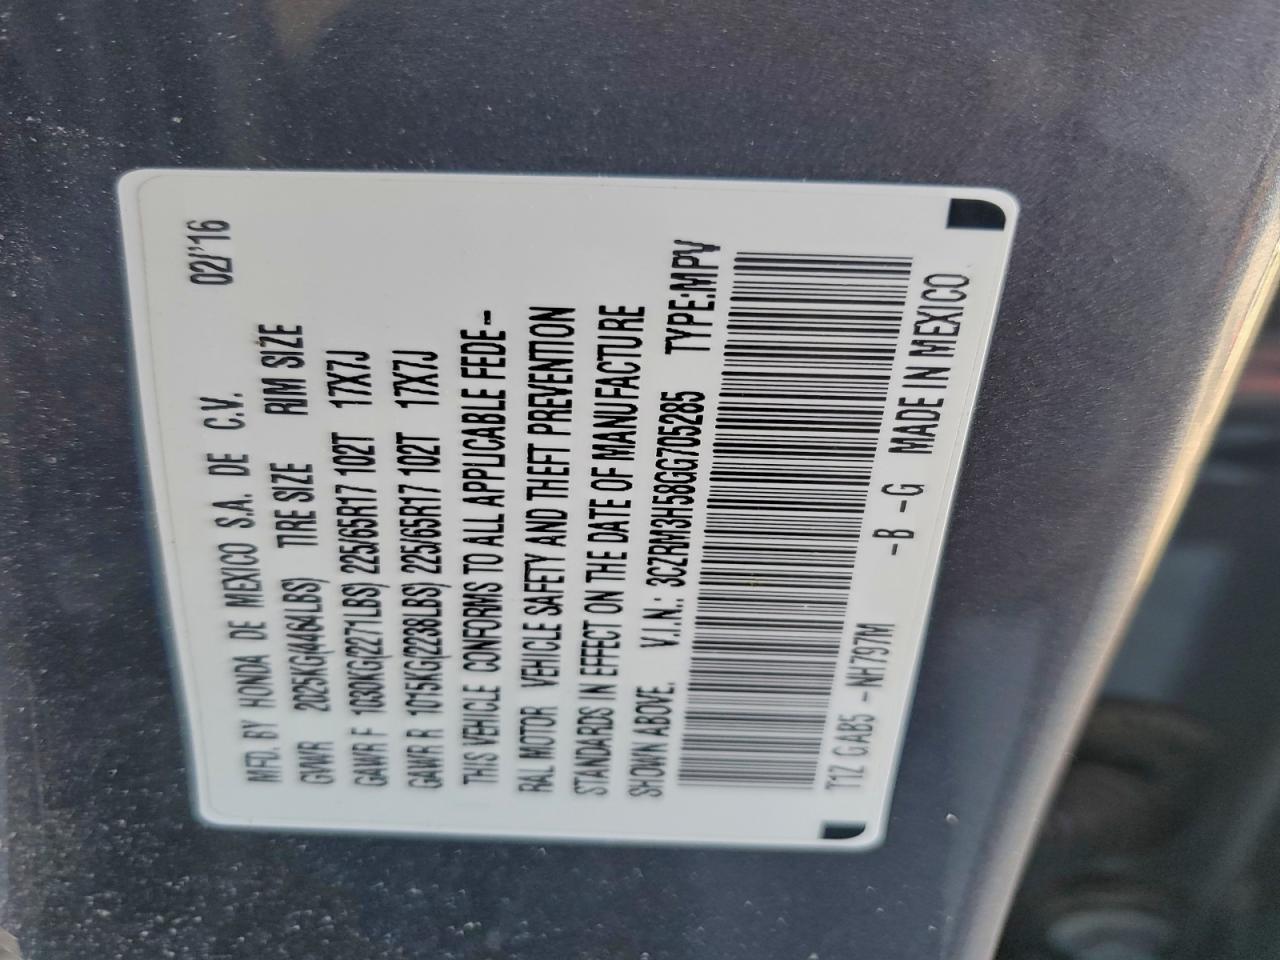 MFD. BY HONDA DE MEXICO S.A. DE C.V. 02/'16
GVWR 2025KG(4464LBS) TIRE SIZE RIM SIZE
GAWR F 1030KG(2271LBS) 225/65R17 102T 17X7J
GAWR R 1015KG(2238LBS) 225/65R17 102T 17X7J
THIS VEHICLE CONFORMS TO ALL APPLICABLE FEDE-
RAL MOTOR VEHICLE SAFETY AND THEFT PREVENTION
STANDARDS IN EFFECT ON THE DATE OF MANUFACTURE
SHOWN ABOVE. V.I.N.: 3CZRM3H58GG705285 TYPE:MPV
T1Z GAB5 -NH797M -B -G MADE IN MEXICO